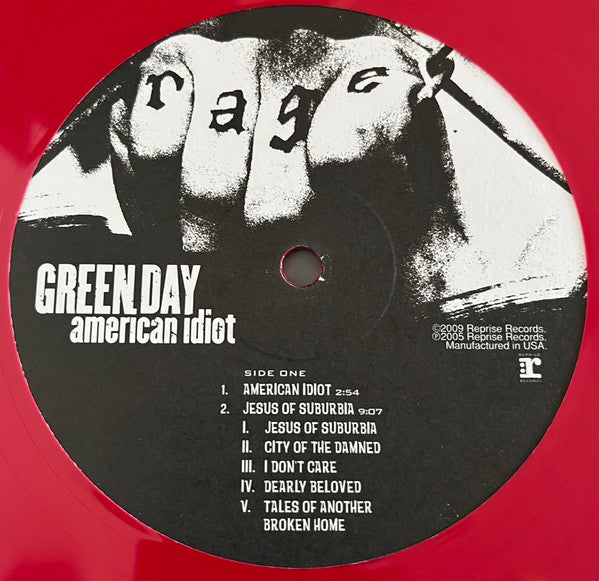 rage
GREEN DAY
american idiot
©2009 Reprise Records.
℗2005 Reprise Records.
Manufactured in USA.
REPRISE
r
RECORDS
SIDE ONE
1. AMERICAN IDIOT 2:54
2. JESUS OF SUBURBIA 9:07
I. JESUS OF SUBURBIA
II. CITY OF THE DAMNED
III. I DON'T CARE
IV. DEARLY BELOVED
V. TALES OF ANOTHER
BROKEN HOME